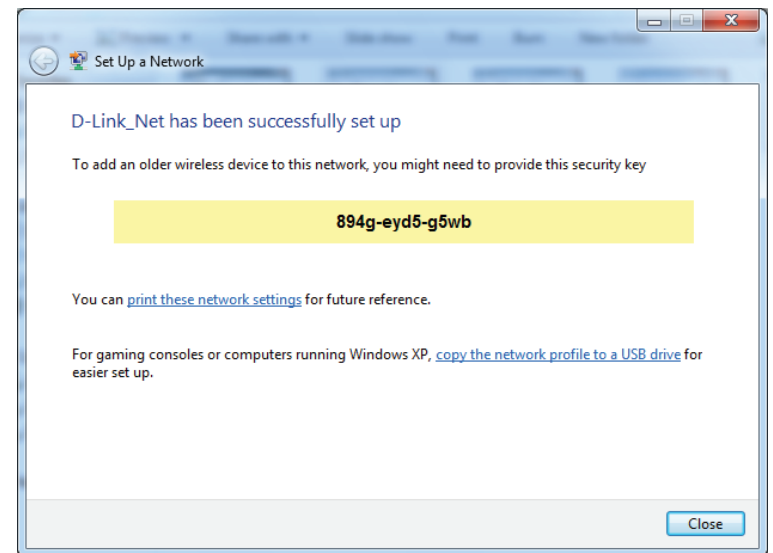 Set Up a Network
D-Link_Net has been successfully set up
To add an older wireless device to this network, you might need to provide this security key
894g-eyd5-g5wb
You can print these network settings for future reference.
For gaming consoles or computers running Windows XP, copy the network profile to a USB drive for
easier set up.
Close